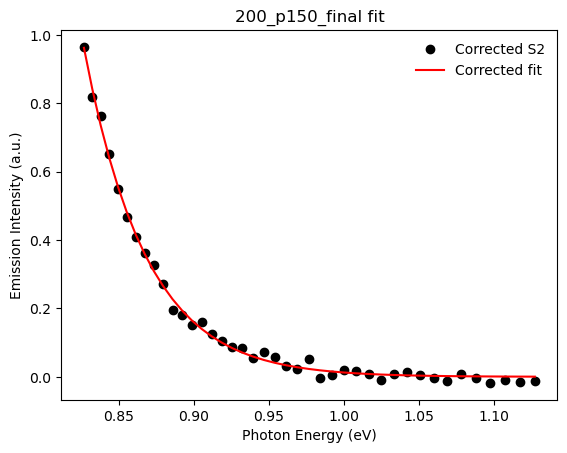 200_p150_final fit
Corrected S2
Corrected fit
Emission Intensity (a.u.)
1.0
0.8
0.6
0.4
0.2
0.0
0.85
0.90
0.95
1.00
1.05
1.10
Photon Energy (eV)